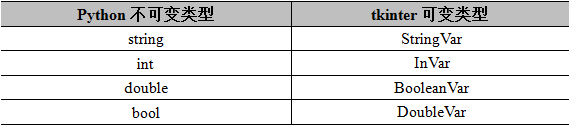 Python 不可变类型 tkinter 可变类型
string StringVar
int InVar
double BooleanVar
bool DoubleVar